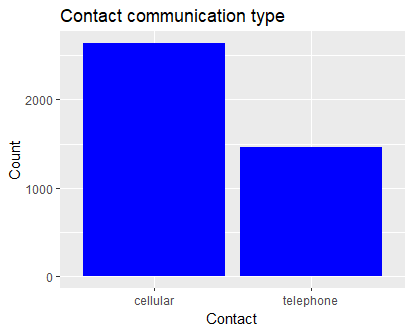 Contact communication type
Count
2000
1000
0
cellular
telephone
Contact